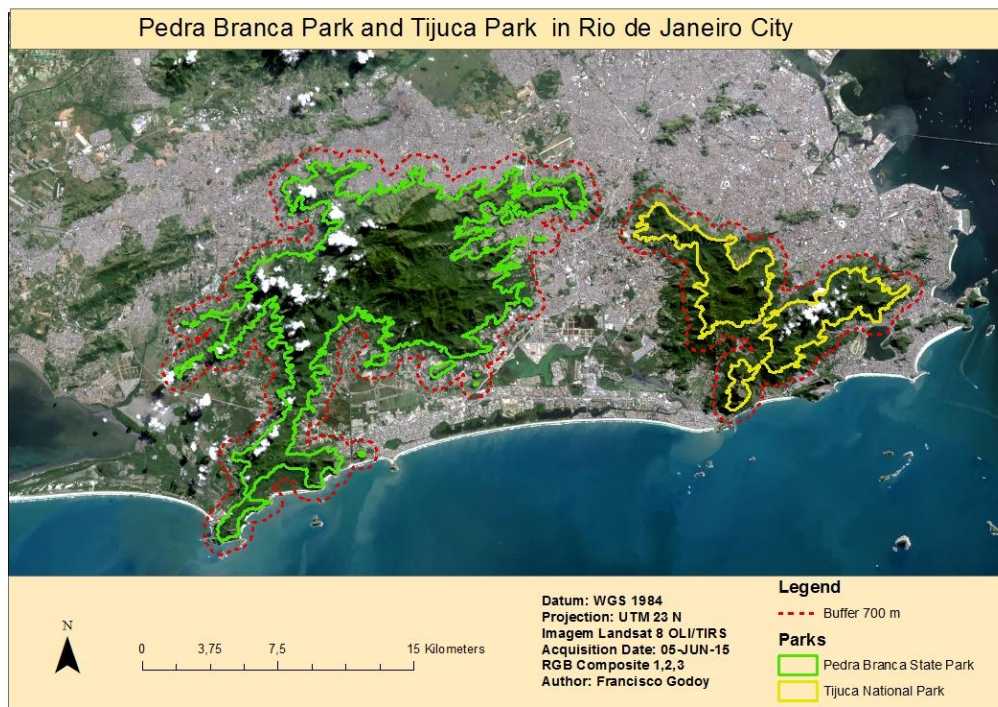 Pedra Branca Park and Tijuca Park in Rio de Janeiro City
N
0 3,75 7,5 15 Kilometers
Datum: WGS 1984
Projection: UTM 23 N
Imagem Landsat 8 OLI/TIRS
Acquisition Date: 05-JUN-15
RGB Composite 1,2,3
Author: Francisco Godoy
Legend
Buffer 700 m
Parks
Pedra Branca State Park
Tijuca National Park